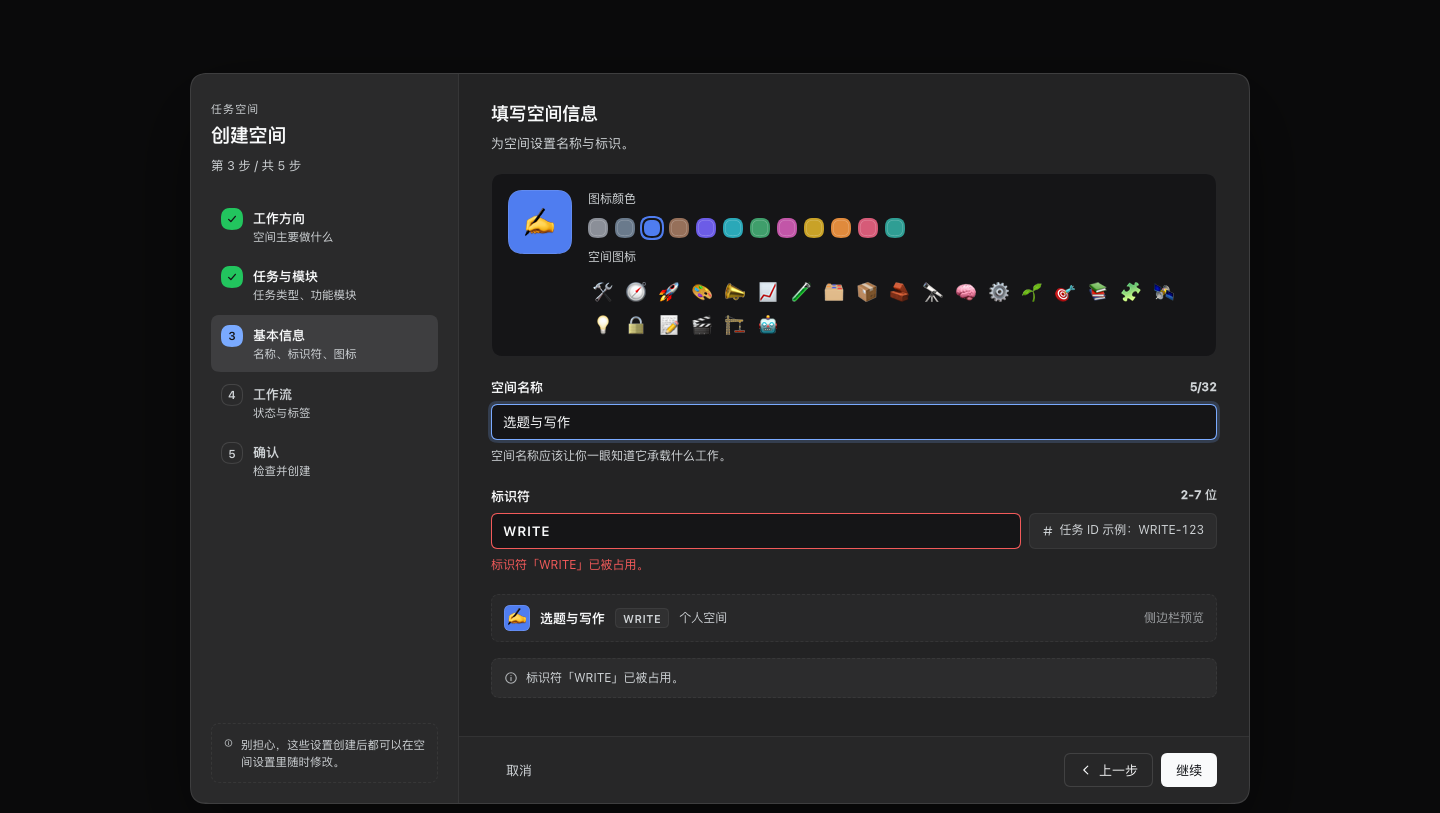 任务空间
创建空间
第 3 步 / 共 5 步
工作方向
空间主要做什么
任务与模块
任务类型、功能模块
3
基本信息
名称、标识符、图标
4
工作流
状态与标签
5
确认
检查并创建
别担心，这些设置创建后都可以在空
间设置里随时修改。
填写空间信息
为空间设置名称与标识。
图标颜色
空间图标
空间名称
5/32
选题与写作
空间名称应该让你一眼知道它承载什么工作。
标识符
2-7 位
WRITE
# 任务 ID 示例：WRITE-123
标识符「WRITE」已被占用。
选题与写作 WRITE 个人空间
侧边栏预览
标识符「WRITE」已被占用。
取消
上一步
继续